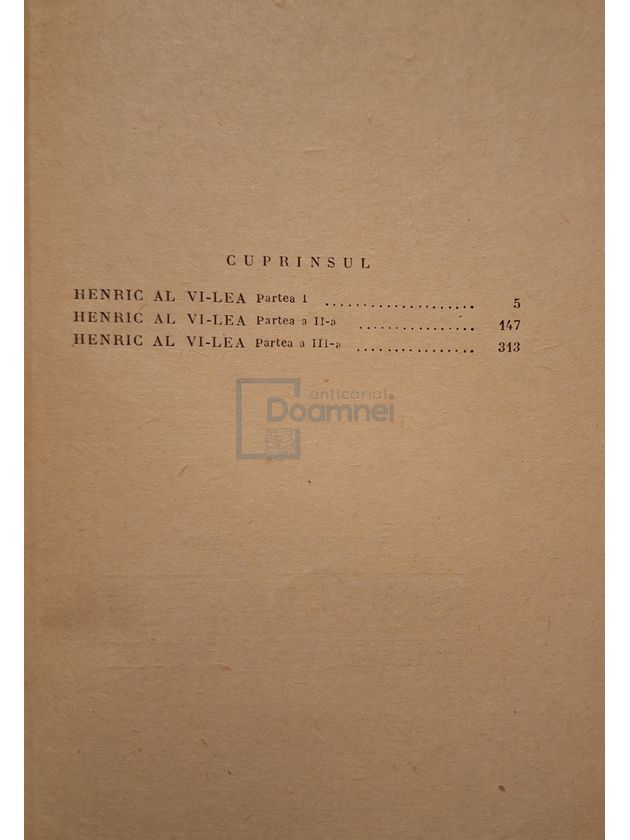 CUPRINSUL
HENRIC AL VI-LEA Partea I .................... 5
HENRIC AL VI-LEA Partea a II-a ............... 147
HENRIC AL VI-LEA Partea a III-a ............... 313
anticariat
Doamnei